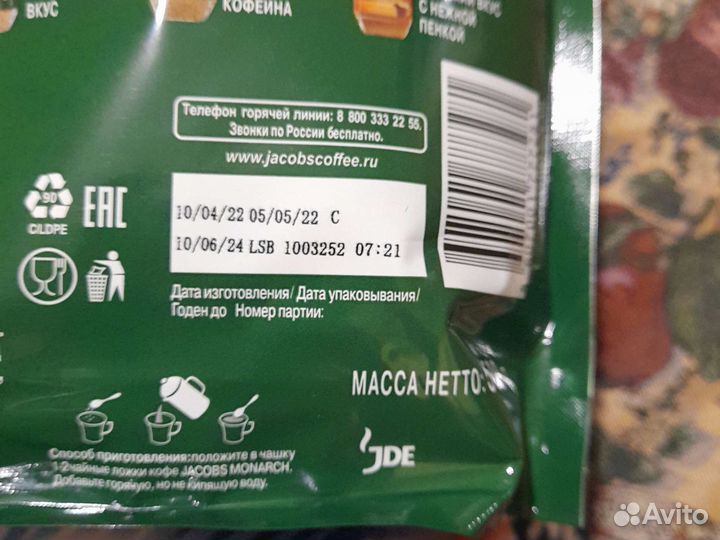 ВКУС
КОФЕИНА
ВКУС
С НЕЖНОЙ
ПЕНКОЙ
Телефон горячей линии: 8 800 333 22 55.
Звонки по России бесплатно.
www.jacobscoffee.ru
90
C/LDPE
EAC
10/04/22 05/05/22 C
10/06/24 LSB 1003252 07:21
Дата изготовления/ Дата упаковывания/
Годен до Номер партии:
МАССА НЕТТО:
Способ приготовления: положите в чашку
1-2 чайные ложки кофе JACOBS MONARCH.
Добавьте горячую, но не кипящую воду.
JDE
Avito